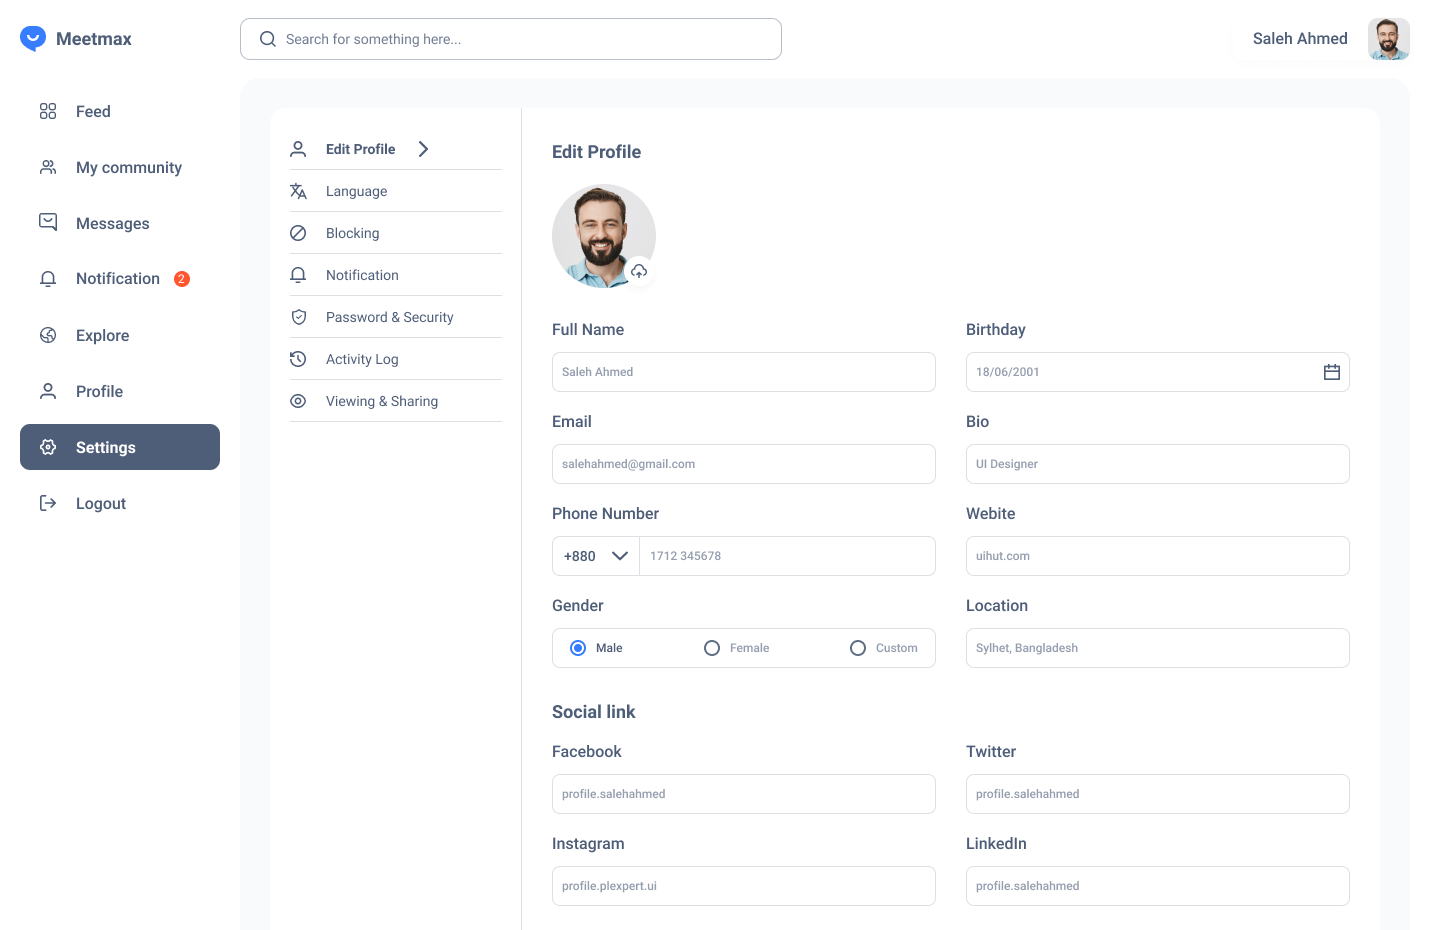 Meetmax
Search for something here...
Saleh Ahmed
Feed
My community
Messages
Notification 2
Explore
Profile
Settings
Logout
Edit Profile
Language
Blocking
Notification
Password & Security
Activity Log
Viewing & Sharing
Edit Profile
Full Name
Saleh Ahmed
Birthday
18/06/2001
Email
salehahmed@gmail.com
Bio
UI Designer
Phone Number
+880 1712 345678
Webite
uihut.com
Gender
Male Female Custom
Location
Sylhet, Bangladesh
Social link
Facebook
profile.salehahmed
Twitter
profile.salehahmed
Instagram
profile.plexpert.ui
LinkedIn
profile.salehahmed